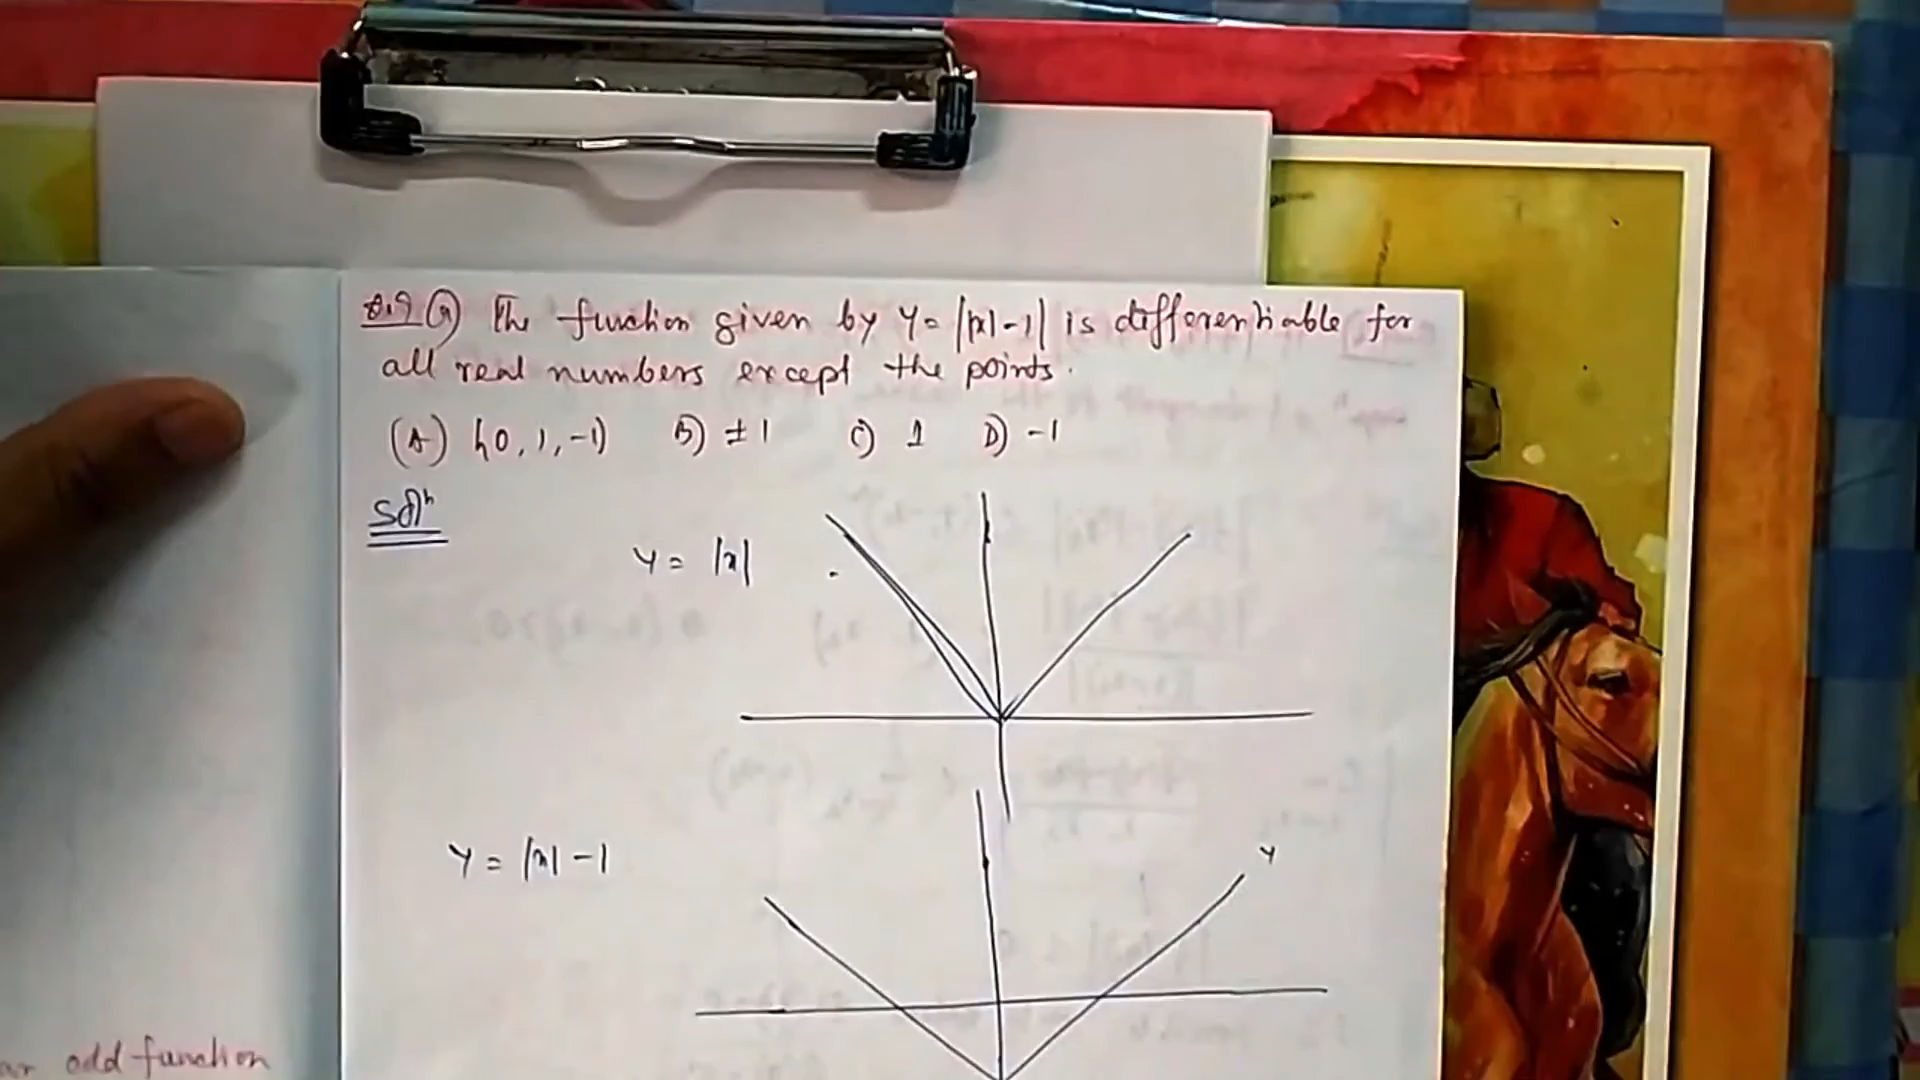 Q.9 (a) The function given by y = ||x| - 1| is differentiable for
all real numbers except the points.
(A) {0, 1, -1) B) ± 1 C) 1 D) -1
Solⁿ
y = |x|
y = |x| - 1
y
an odd function